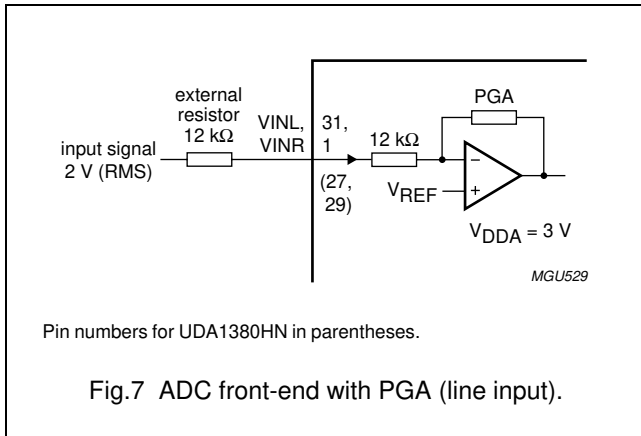 external
resistor
12 kΩ
input signal
2 V (RMS)
VINL,
VINR
31,
1
(27,
29)
12 kΩ
PGA
−
+
VREF
VDDA = 3 V
MGU529
Pin numbers for UDA1380HN in parentheses.
Fig.7 ADC front-end with PGA (line input).